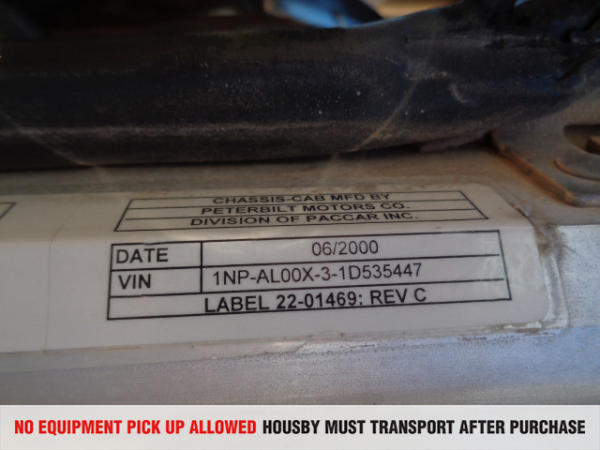 CHASSIS-CAB MFD BY
PETERBILT MOTORS CO.
DIVISION OF PACCAR INC.
DATE 06/2000
VIN 1NP-AL00X-3-1D535447
LABEL 22-01469: REV C
NO EQUIPMENT PICK UP ALLOWED HOUSBY MUST TRANSPORT AFTER PURCHASE